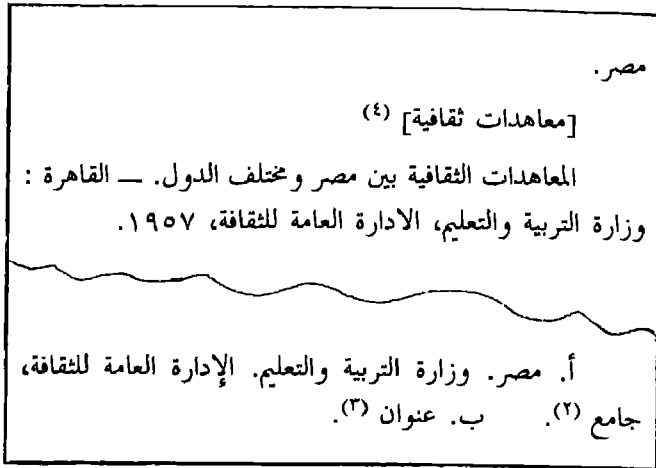 مصر.
[معاهدات ثقافية] (٤)
المعاهدات الثقافية بين مصر ومختلف الدول. — القاهرة :
وزارة التربية والتعليم، الادارة العامة للثقافة، ١٩٥٧.
أ. مصر. وزارة التربية والتعليم. الإدارة العامة للثقافة،
جامع (٢). ب. عنوان (٣).